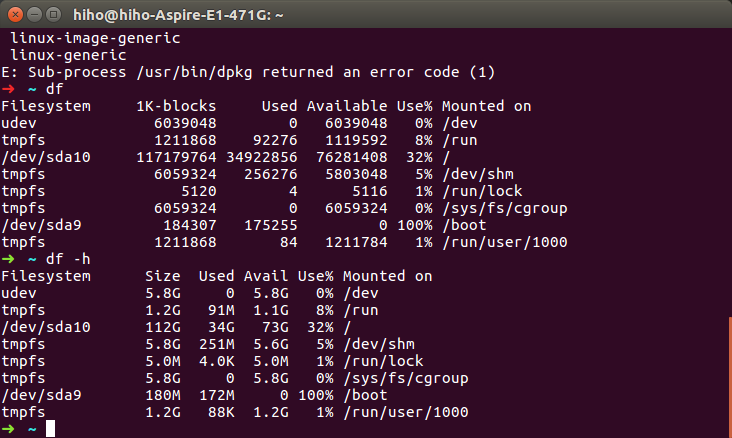 hiho@hiho-Aspire-E1-471G: ~
linux-image-generic
linux-generic
E: Sub-process /usr/bin/dpkg returned an error code (1)
➜  ~ df
Filesystem     1K-blocks     Used Available Use% Mounted on
udev             6039048        0   6039048   0% /dev
tmpfs            1211868    92276   1119592   8% /run
/dev/sda10     117179764 34922856  76281408  32% /
tmpfs            6059324   256276   5803048   5% /dev/shm
tmpfs               5120        4      5116   1% /run/lock
tmpfs            6059324        0   6059324   0% /sys/fs/cgroup
/dev/sda9         184307   175255         0 100% /boot
tmpfs            1211868       84   1211784   1% /run/user/1000
➜  ~ df -h
Filesystem      Size  Used Avail Use% Mounted on
udev            5.8G     0  5.8G   0% /dev
tmpfs           1.2G   91M  1.1G   8% /run
/dev/sda10      112G   34G   73G  32% /
tmpfs           5.8G  251M  5.6G   5% /dev/shm
tmpfs           5.0M  4.0K  5.0M   1% /run/lock
tmpfs           5.8G     0  5.8G   0% /sys/fs/cgroup
/dev/sda9       180M  172M     0 100% /boot
tmpfs           1.2G   88K  1.2G   1% /run/user/1000
➜  ~